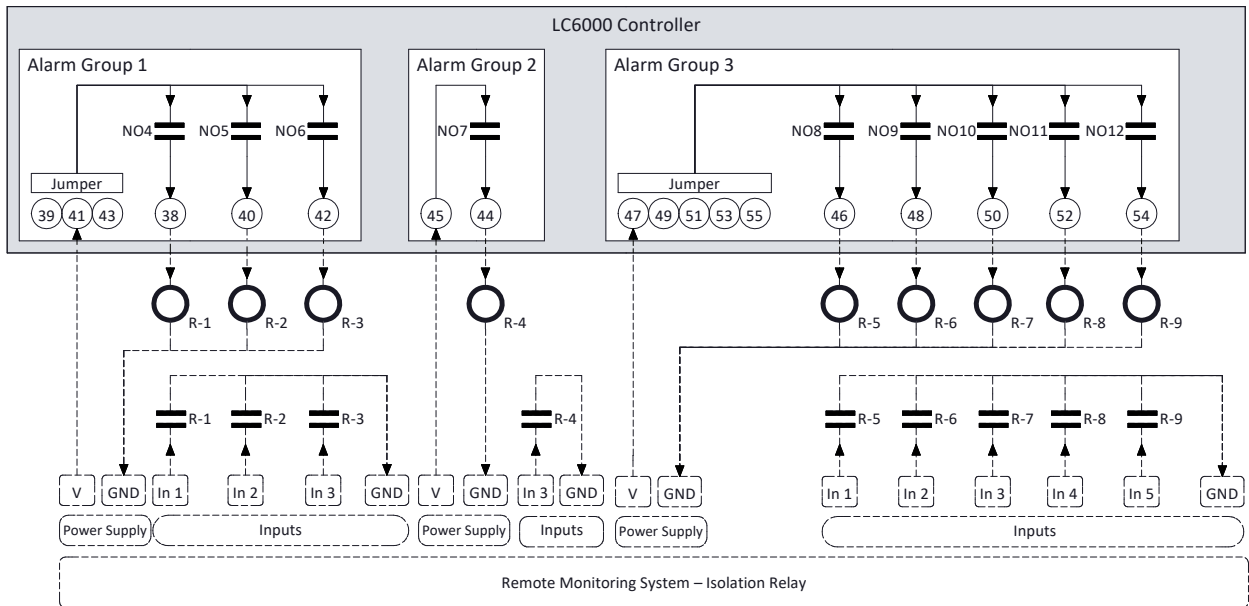 LC6000 Controller
Alarm Group 1
Alarm Group 2
Alarm Group 3
NO4 NO5 NO6 NO7 NO8 NO9 NO10 NO11 NO12
Jumper Jumper
39 41 43 38 40 42 45 44 47 49 51 53 55 46 48 50 52 54
R-1 R-2 R-3 R-4 R-5 R-6 R-7 R-8 R-9
R-1 R-2 R-3 R-4 R-5 R-6 R-7 R-8 R-9
V GND In 1 In 2 In 3 GND V GND In 3 GND V GND In 1 In 2 In 3 In 4 In 5 GND
Power Supply Inputs Power Supply Inputs Power Supply Inputs
Remote Monitoring System – Isolation Relay